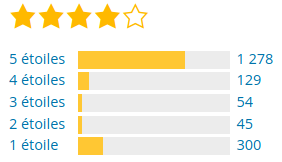 5 étoiles 1 278
4 étoiles 129
3 étoiles 54
2 étoiles 45
1 étoile 300